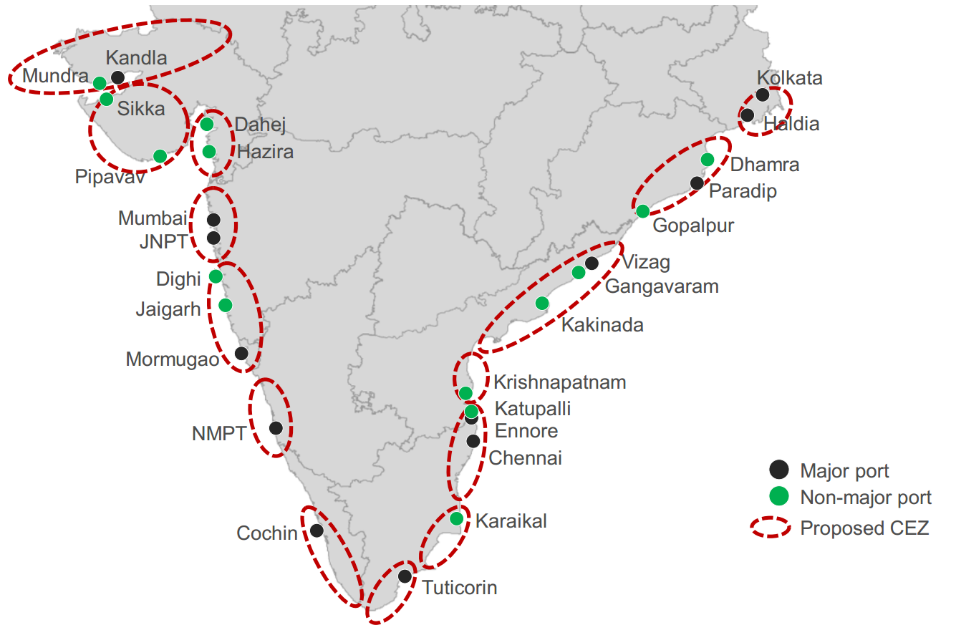 Kandla
Mundra
Sikka
Pipavav
Dahej
Hazira
Mumbai
JNPT
Dighi
Jaigarh
Mormugao
NMPT
Cochin
Tuticorin
Karaikal
Chennai
Ennore
Katupalli
Krishnapatnam
Kakinada
Gangavaram
Vizag
Gopalpur
Paradip
Dhamra
Haldia
Kolkata
Major port
Non-major port
Proposed CEZ